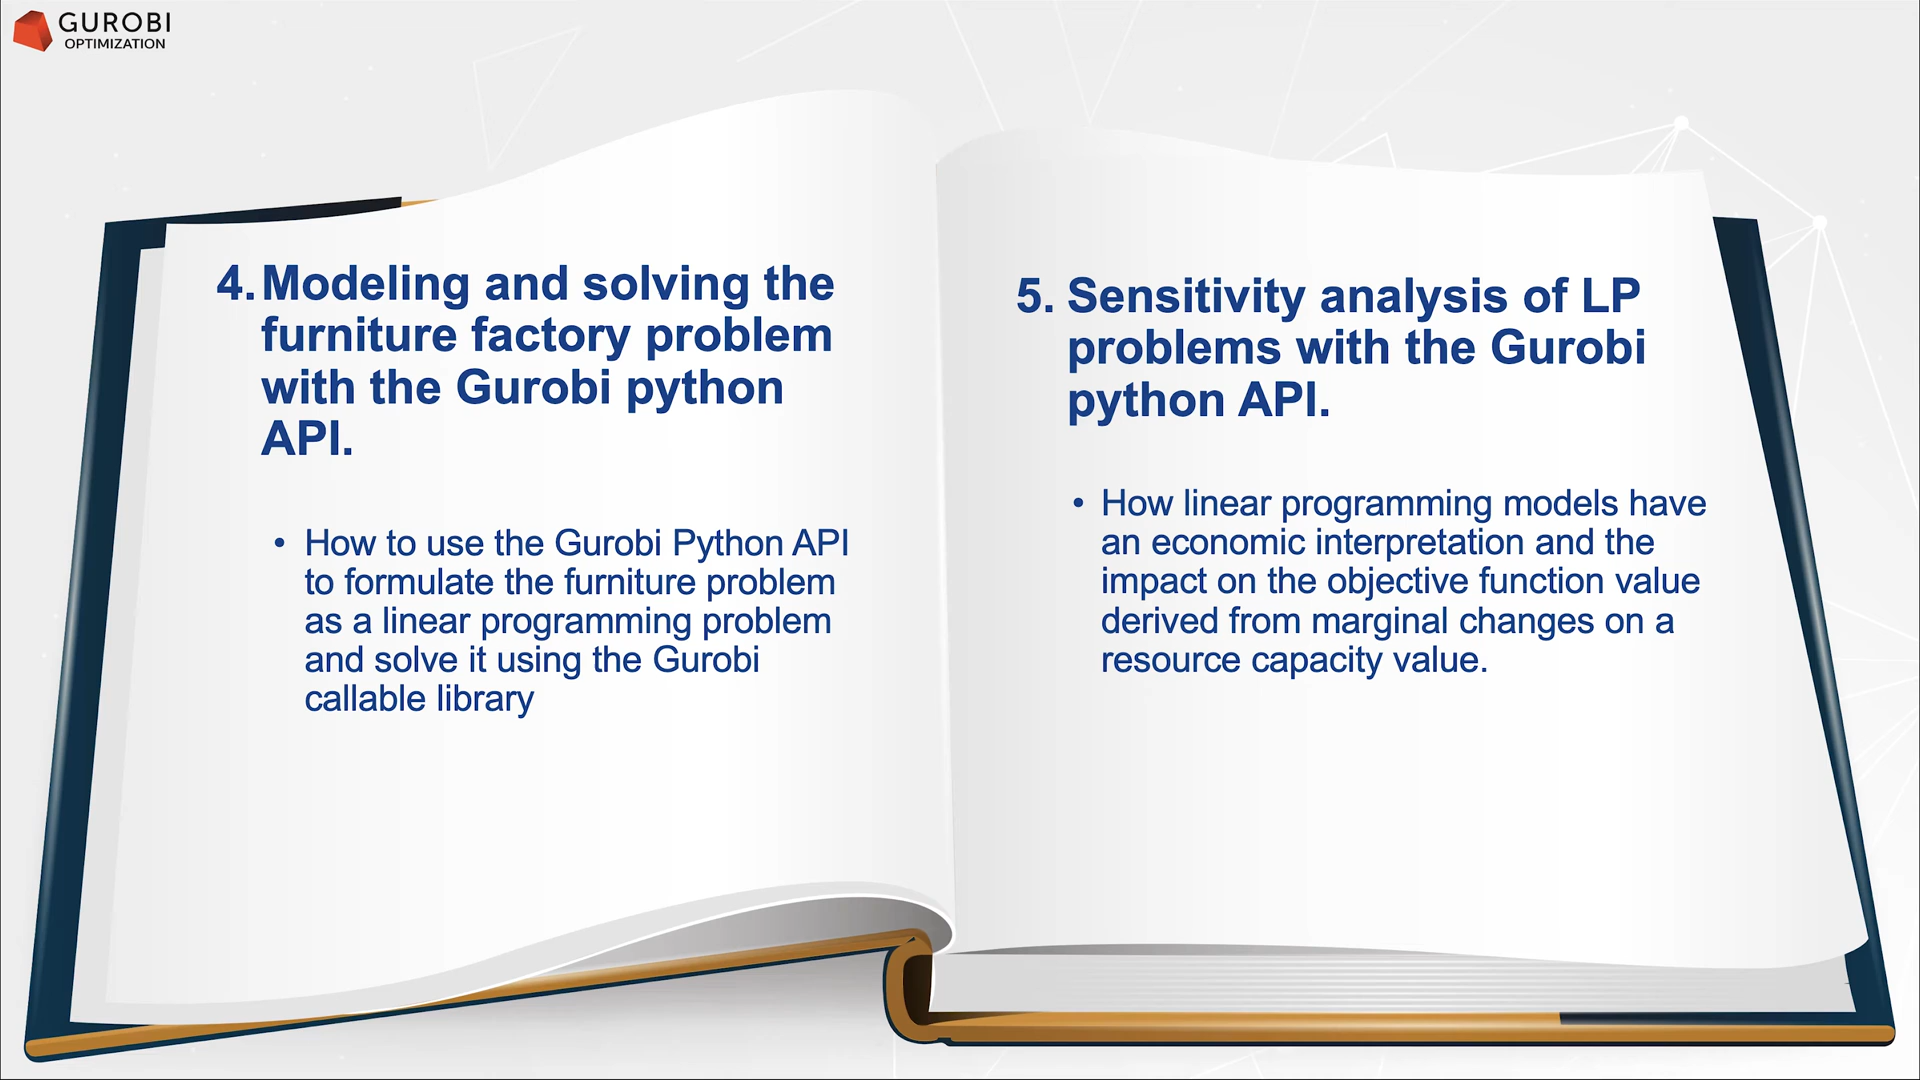 GUROBI
OPTIMIZATION
4. Modeling and solving the
furniture factory problem
with the Gurobi python
API.
• How to use the Gurobi Python API
to formulate the furniture problem
as a linear programming problem
and solve it using the Gurobi
callable library
5. Sensitivity analysis of LP
problems with the Gurobi
python API.
• How linear programming models have
an economic interpretation and the
impact on the objective function value
derived from marginal changes on a
resource capacity value.